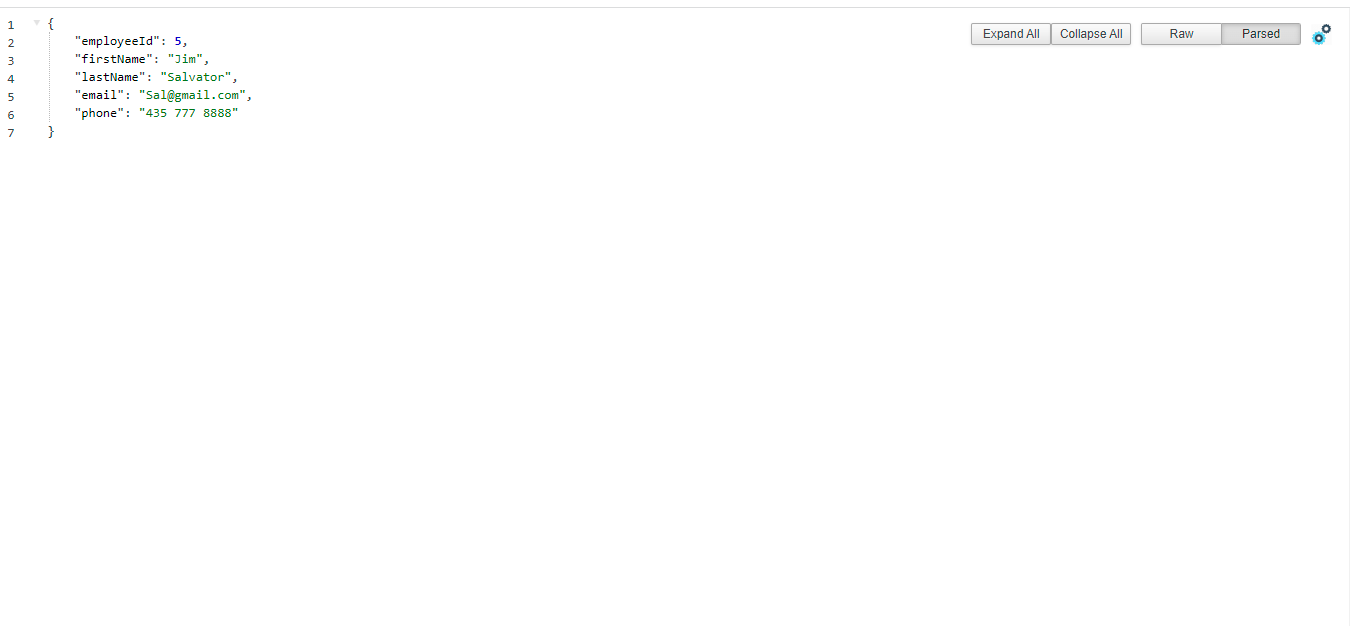 1 {
2 "employeeId": 5,
3 "firstName": "Jim",
4 "lastName": "Salvator",
5 "email": "Sal@gmail.com",
6 "phone": "435 777 8888"
7 }
Expand All Collapse All Raw Parsed